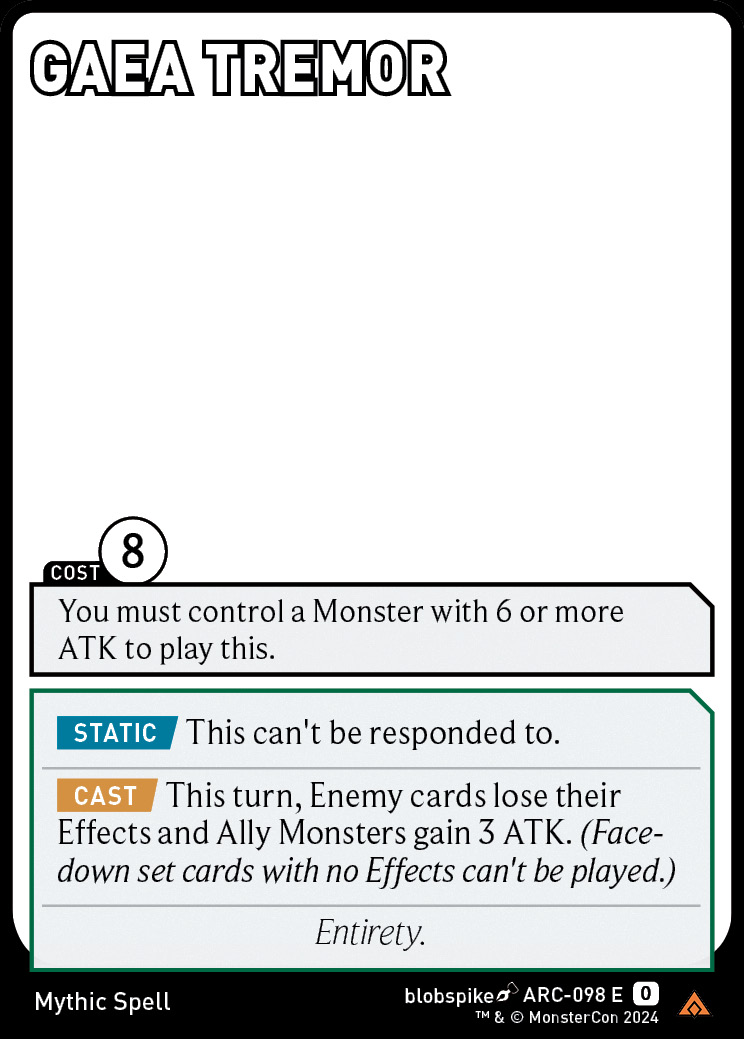 GAEA TREMOR
8
COST
You must control a Monster with 6 or more
ATK to play this.
STATIC This can't be responded to.
CAST This turn, Enemy cards lose their
Effects and Ally Monsters gain 3 ATK. (Face-
down set cards with no Effects can't be played.)
Entirety.
Mythic Spell
blobspike ARC-098 E 0
™ & © MonsterCon 2024